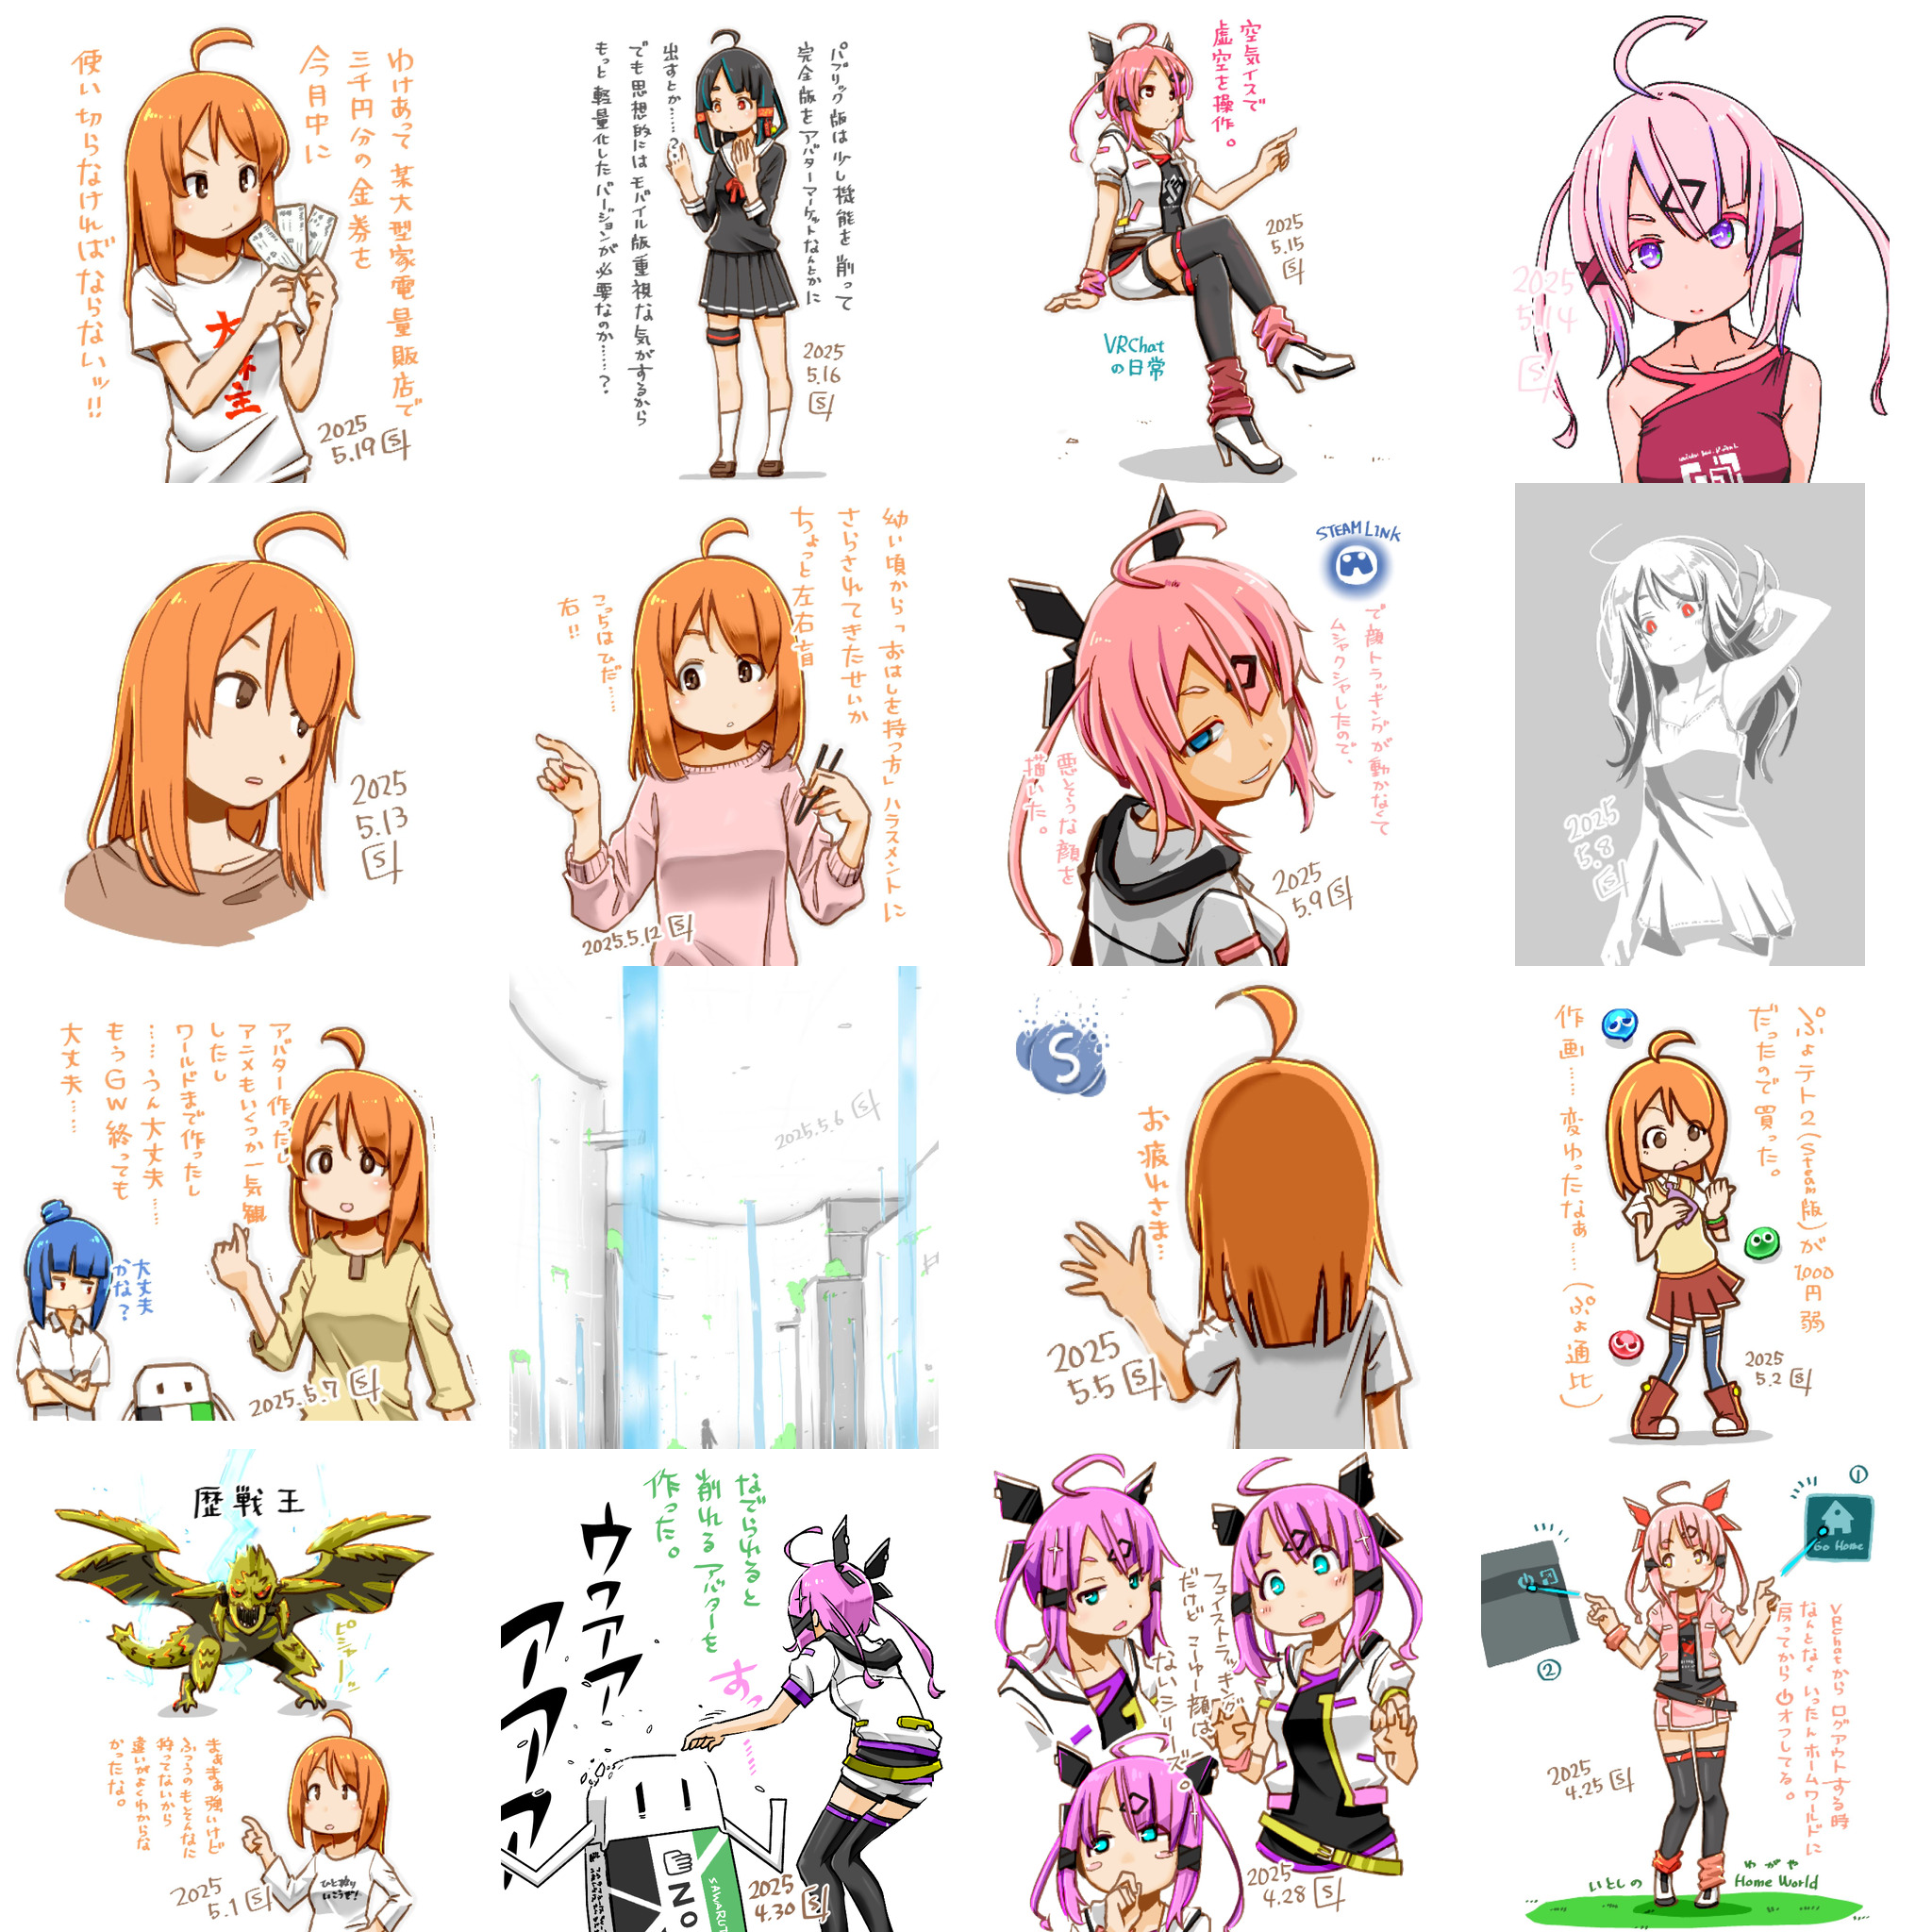 わけあって某大型家電量販店で
三千円分の金券を
今月中に
使い切らなければならないッ!!
2025
5.19
パブリック版は少し機能を削って
完全版をアバターマーケットなんとかに
出すとか……?
でも思想的にはモバイル版重視な気がするから
もっと軽量化したバージョンが必要なのか……?
2025
5.16
空気イスで
虚空を操作。
2025
5.15
VRChat
の日常
2025
5.14
2025
5.13
幼い頃から「おはしを持つ方」ハラスメントに
さらされてきたせいか
ちょっと左右盲
こっちはひだ……
右!!
2025.5.12
STEAM LINK
で顔トラッキングが動かなくて
ムシャクシャしたので、
悪そうな顔を
描いた。
2025
5.9
2025
5.8
アバター作ったし
アニメもいくつか一気観
したし
ワールドまで作ったし
……うん大丈夫……
もうGW終っても
大丈夫……
大丈夫
かな?
2025.5.7
2025.5.6
S
お疲れさま…
2025
5.5
ぷよテト2(Steam版)が1,000円弱
だったので買った。
作画……変わったなぁ……(ぷよ通比)
2025
5.2
歴戦王
ピシャーッ
まぁまぁ強いけど
ふつうのもそんなに
狩ってないから
違いがよくわからな
かったな。
ひと狩り
いこうぜ!
2025
5.1
なでられると
削れるアバターを
作った。
ウゥアア
アアアア
すっ
NO
SAWARUT
2025
4.30
フェイストラッキング
だけどこーゆー顔は
ないシリーズ。
2025
4.28
①
Go Home
②
VRChatからログアウトする時
なんとなくいったんホームワールドに
戻ってからオフしてる。
2025
4.25
いとしの
わがや
Home World